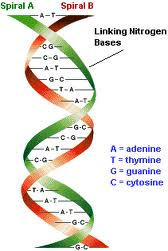 Spiral A Spiral B
A - T
Linking Nitrogen
Bases
C G
C - G
A - T
G - C
T - A
A - T
G - C
C - G
A - T
C - G
A = adenine
T = thymine
G = guanine
C = cytosine
T - A
A - T
A - T
G - C
G - C